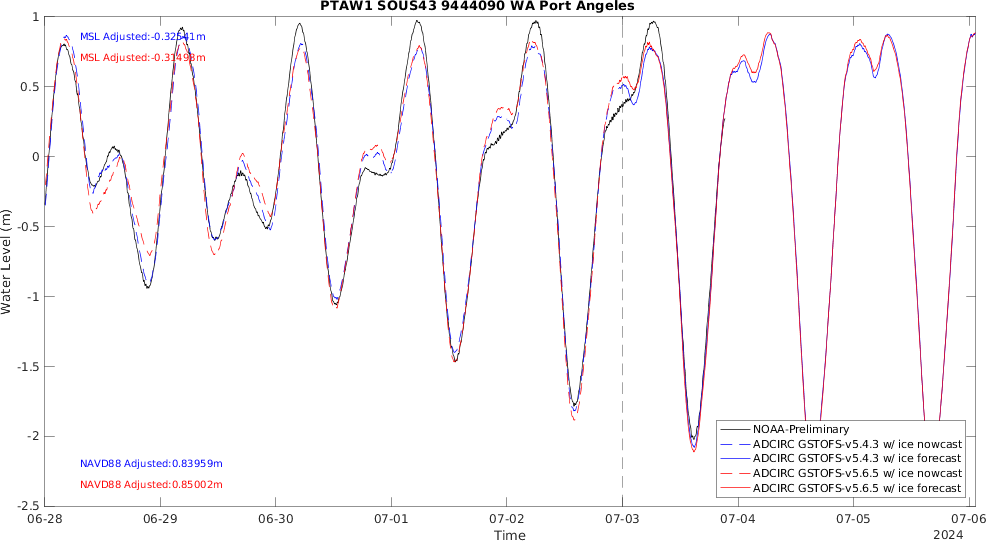 PTAW1 SOUS43 9444090 WA Port Angeles
MSL Adjusted:-0.32541m
MSL Adjusted:-0.31493m
NAVD88 Adjusted:0.83959m
NAVD88 Adjusted:0.85002m
Water Level (m)
1
0.5
0
-0.5
-1
-1.5
-2
-2.5
NOAA-Preliminary
ADCIRC GSTOFS-v5.4.3 w/ ice nowcast
ADCIRC GSTOFS-v5.4.3 w/ ice forecast
ADCIRC GSTOFS-v5.6.5 w/ ice nowcast
ADCIRC GSTOFS-v5.6.5 w/ ice forecast
06-28 06-29 06-30 07-01 07-02 07-03 07-04 07-05 07-06
Time
2024